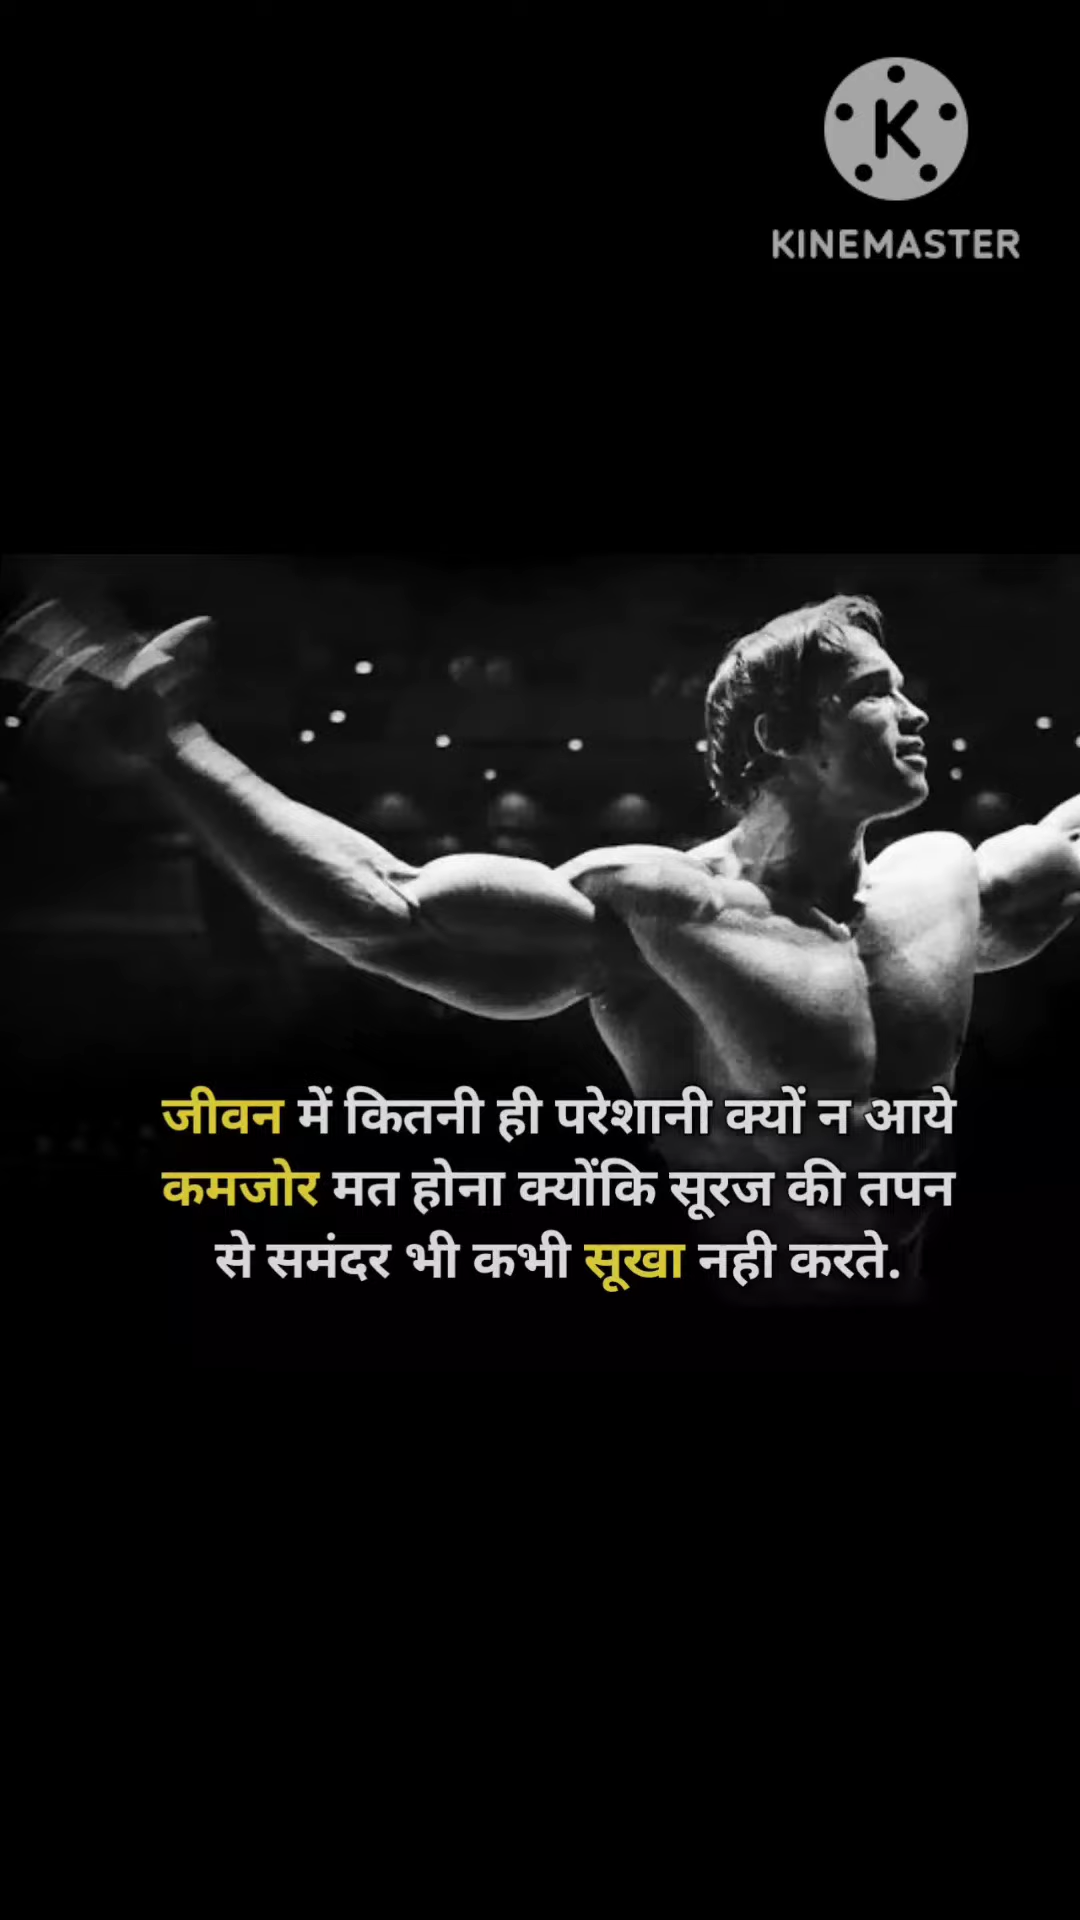 K
KINEMASTER
जीवन में कितनी ही परेशानी क्यों न आये
कमजोर मत होना क्योंकि सूरज की तपन
से समंदर भी कभी सूखा नही करते.